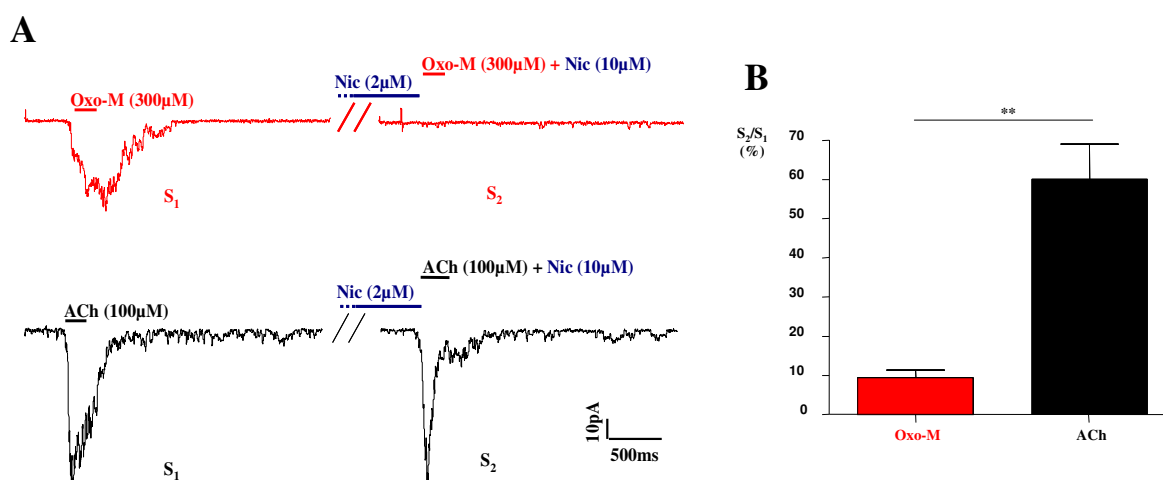 A
Oxo-M (300µM) + Nic (10µM)
Nic (2µM)
Oxo-M (300µM)
S1
S2
ACh (100µM) + Nic (10µM)
Nic (2µM)
ACh (100µM)
S1
S2
10pA
500ms
B
**
S2/S1
(%)
70
60
50
40
30
20
10
0
Oxo-M
ACh